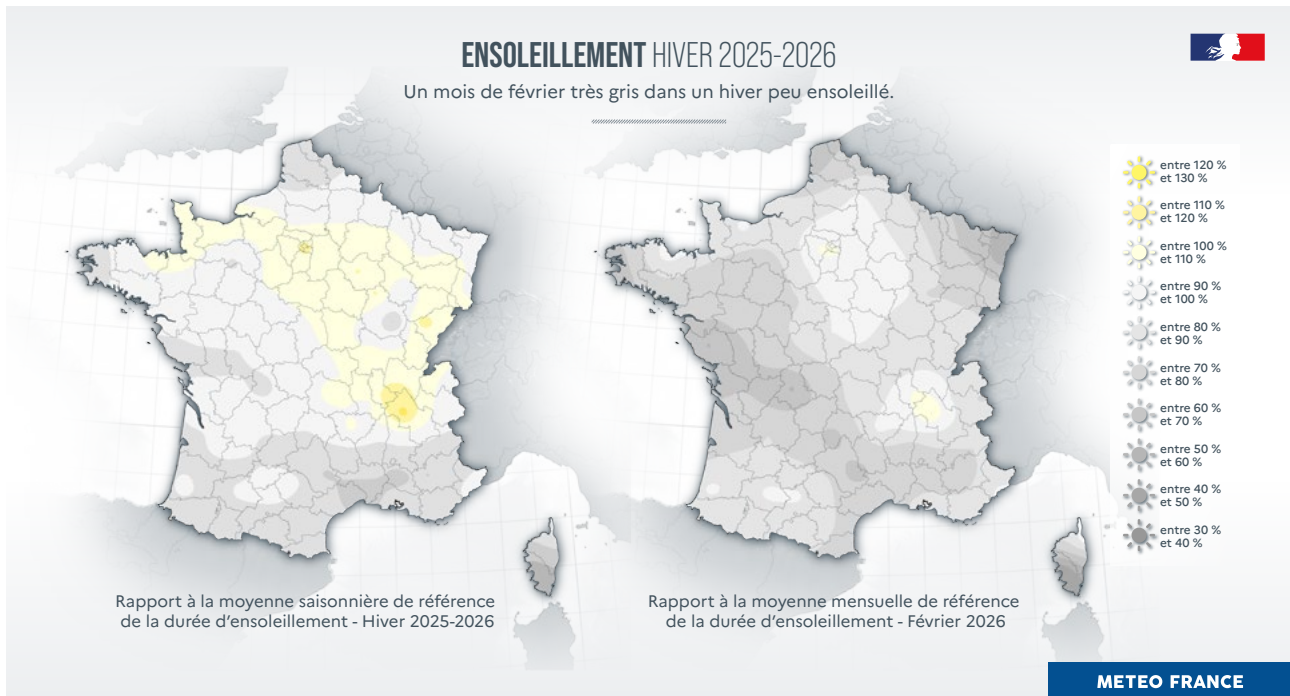 ENSOLEILLEMENT HIVER 2025-2026
Un mois de février très gris dans un hiver peu ensoleillé.
entre 120 %
et 130 %
entre 110 %
et 120 %
entre 100 %
et 110 %
entre 90 %
et 100 %
entre 80 %
et 90 %
entre 70 %
et 80 %
entre 60 %
et 70 %
entre 50 %
et 60 %
entre 40 %
et 50 %
entre 30 %
et 40 %
Rapport à la moyenne saisonnière de référence
de la durée d'ensoleillement - Hiver 2025-2026
Rapport à la moyenne mensuelle de référence
de la durée d'ensoleillement - Février 2026
METEO FRANCE